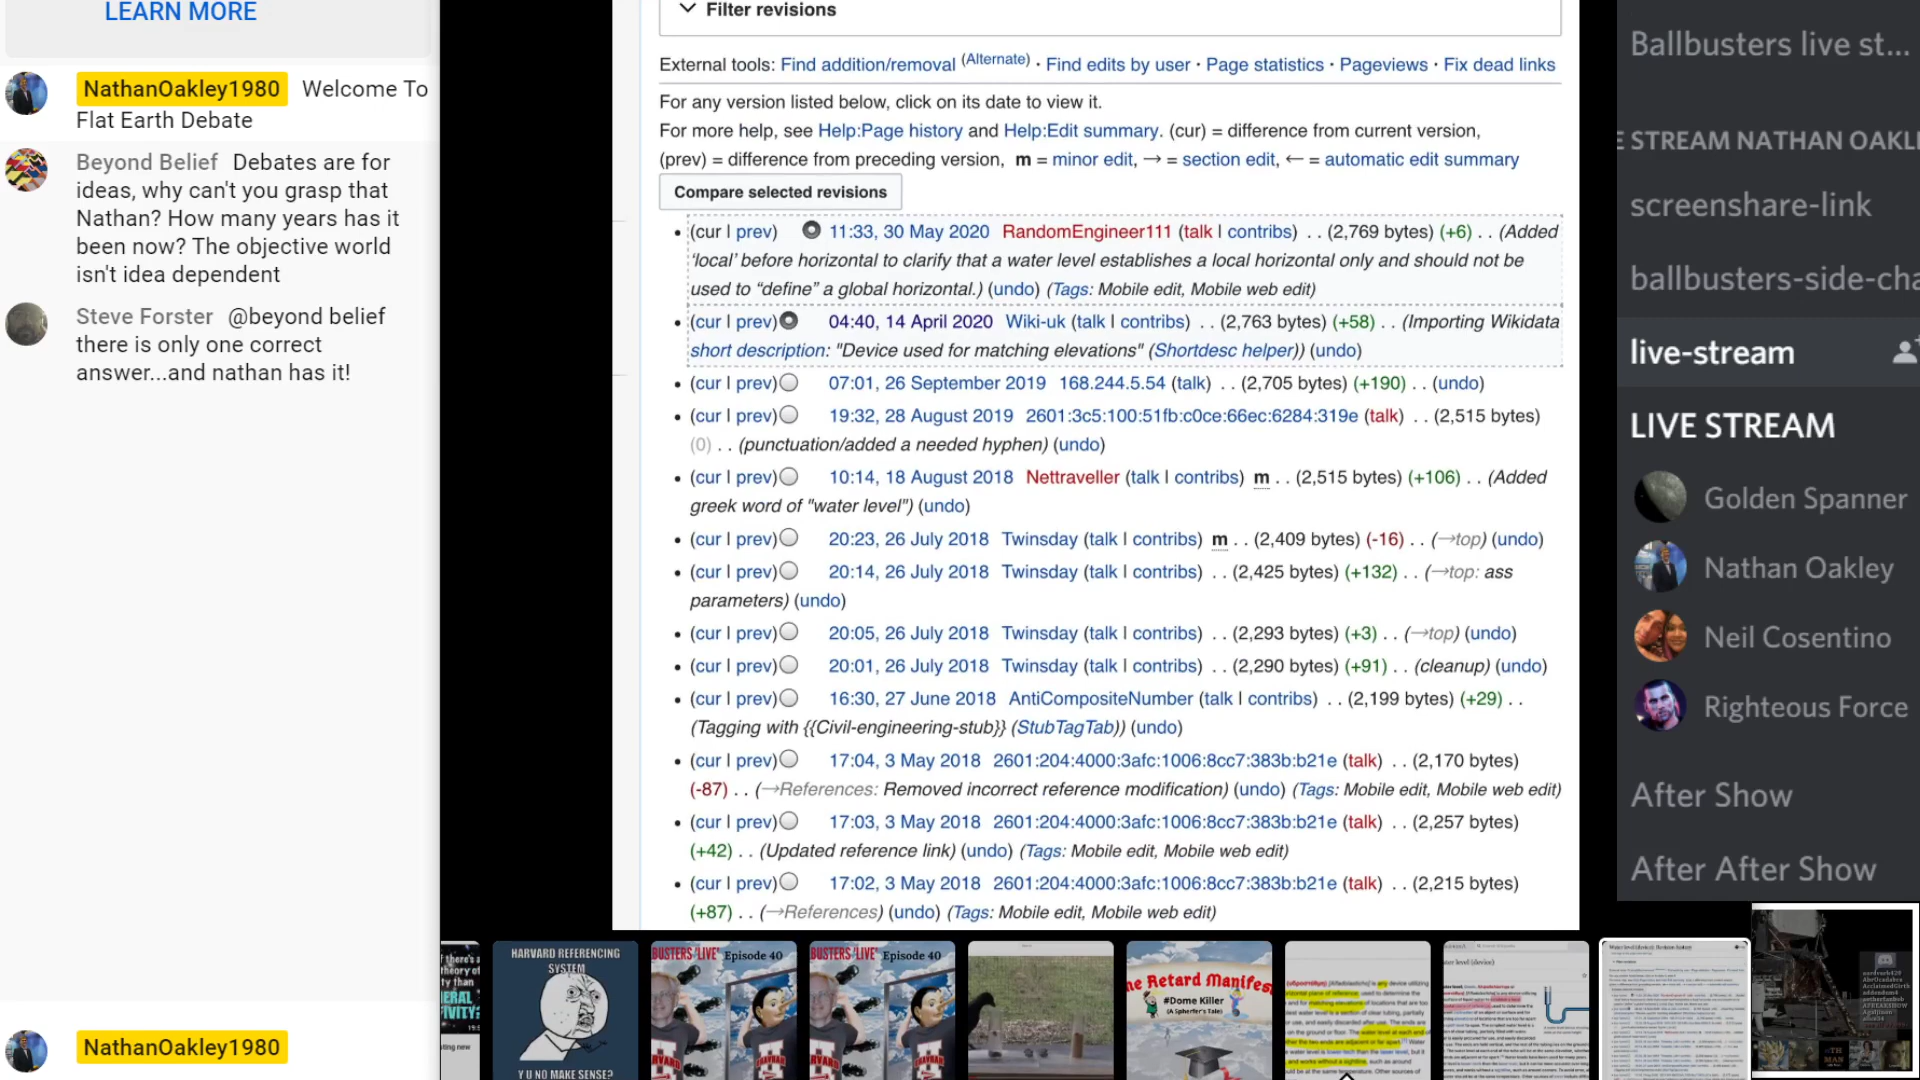 LEARN MORE
NathanOakley1980 Welcome To
Flat Earth Debate
Beyond Belief Debates are for
ideas, why can't you grasp that
Nathan? How many years has it
been now? The objective world
isn't idea dependent
Steve Forster @beyond belief
there is only one correct
answer...and nathan has it!
NathanOakley1980
Filter revisions
External tools: Find addition/removal (Alternate) · Find edits by user · Page statistics · Pageviews · Fix dead links
For any version listed below, click on its date to view it.
For more help, see Help:Page history and Help:Edit summary. (cur) = difference from current version,
(prev) = difference from preceding version, m = minor edit, → = section edit, ← = automatic edit summary
Compare selected revisions
(cur | prev) 11:33, 30 May 2020 RandomEngineer111 (talk | contribs) . . (2,769 bytes) (+6) . . (Added
'local' before horizontal to clarify that a water level establishes a local horizontal only and should not be
used to “define” a global horizontal.) (undo) (Tags: Mobile edit, Mobile web edit)
(cur | prev) 04:40, 14 April 2020 Wiki-uk (talk | contribs) . . (2,763 bytes) (+58) . . (Importing Wikidata
short description: "Device used for matching elevations" (Shortdesc helper)) (undo)
(cur | prev) 07:01, 26 September 2019 168.244.5.54 (talk) . . (2,705 bytes) (+190) . . (undo)
(cur | prev) 19:32, 28 August 2019 2601:3c5:100:51fb:c0ce:66ec:6284:319e (talk) . . (2,515 bytes)
(0) . . (punctuation/added a needed hyphen) (undo)
(cur | prev) 10:14, 18 August 2018 Nettraveller (talk | contribs) m . . (2,515 bytes) (+106) . . (Added
greek word of "water level") (undo)
(cur | prev) 20:23, 26 July 2018 Twinsday (talk | contribs) m . . (2,409 bytes) (-16) . . (→top) (undo)
(cur | prev) 20:14, 26 July 2018 Twinsday (talk | contribs) . . (2,425 bytes) (+132) . . (→top: ass
parameters) (undo)
(cur | prev) 20:05, 26 July 2018 Twinsday (talk | contribs) . . (2,293 bytes) (+3) . . (→top) (undo)
(cur | prev) 20:01, 26 July 2018 Twinsday (talk | contribs) . . (2,290 bytes) (+91) . . (cleanup) (undo)
(cur | prev) 16:30, 27 June 2018 AntiCompositeNumber (talk | contribs) . . (2,199 bytes) (+29) . .
(Tagging with {{Civil-engineering-stub}} (StubTagTab)) (undo)
(cur | prev) 17:04, 3 May 2018 2601:204:4000:3afc:1006:8cc7:383b:b21e (talk) . . (2,170 bytes)
(-87) . . (→References: Removed incorrect reference modification) (undo) (Tags: Mobile edit, Mobile web edit)
(cur | prev) 17:03, 3 May 2018 2601:204:4000:3afc:1006:8cc7:383b:b21e (talk) . . (2,257 bytes)
(+42) . . (Updated reference link) (undo) (Tags: Mobile edit, Mobile web edit)
(cur | prev) 17:02, 3 May 2018 2601:204:4000:3afc:1006:8cc7:383b:b21e (talk) . . (2,215 bytes)
(+87) . . (→References) (undo) (Tags: Mobile edit, Mobile web edit)
Ballbusters live st...
E STREAM NATHAN OAKL
screenshare-link
ballbusters-side-cha
live-stream
LIVE STREAM
Golden Spanner
Nathan Oakley
Neil Cosentino
Righteous Force
After Show
After After Show
HARVARD REFERENCING
SYSTEM
Y U NO MAKE SENSE?
BUSTERS 'LIVE' Episode 40
BUSTERS 'LIVE' Episode 40
he Retard Manifes
#Dome Killer
(A Spherfer's Tale)